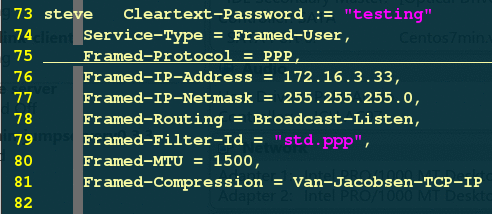 73 steve   Cleartext-Password := "testing"
74         Service-Type = Framed-User,
75         Framed-Protocol = PPP,
76         Framed-IP-Address = 172.16.3.33,
77         Framed-IP-Netmask = 255.255.255.0,
78         Framed-Routing = Broadcast-Listen,
79         Framed-Filter-Id = "std.ppp",
80         Framed-MTU = 1500,
81         Framed-Compression = Van-Jacobsen-TCP-IP
82